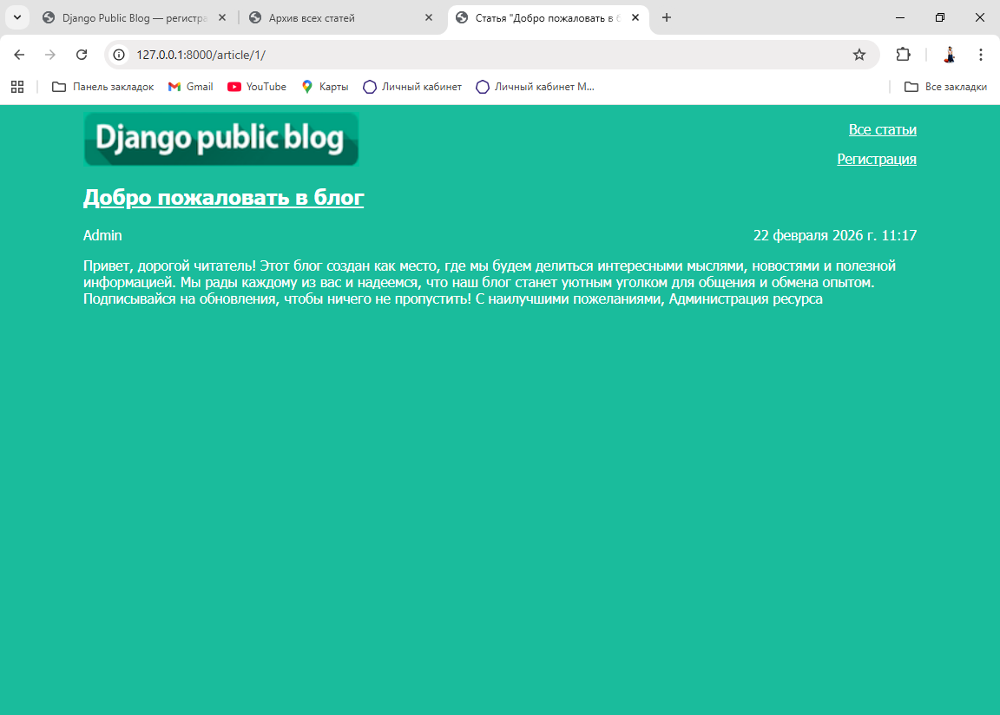 Django Public Blog — регистра
Архив всех статей
Статья "Добро пожаловать в б
127.0.0.1:8000/article/1/
Панель закладок
Gmail
YouTube
Карты
Личный кабинет
Личный кабинет М...
Все закладки
Django public blog
Все статьи
Регистрация
Добро пожаловать в блог
Admin
22 февраля 2026 г. 11:17
Привет, дорогой читатель! Этот блог создан как место, где мы будем делиться интересными мыслями, новостями и полезной
информацией. Мы рады каждому из вас и надеемся, что наш блог станет уютным уголком для общения и обмена опытом.
Подписывайся на обновления, чтобы ничего не пропустить! С наилучшими пожеланиями, Администрация ресурса